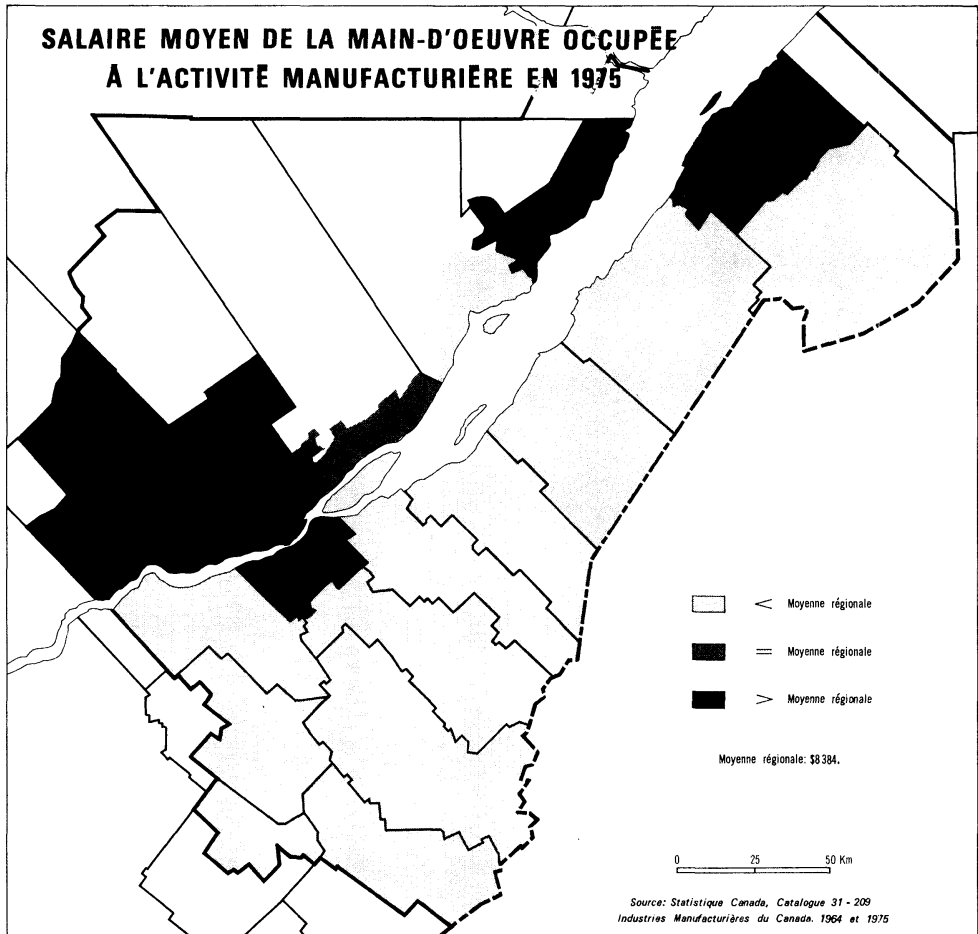 SALAIRE MOYEN DE LA MAIN-D'OEUVRE OCCUPÉE
À L'ACTIVITÉ MANUFACTURIÈRE EN 1975
< Moyenne régionale
= Moyenne régionale
> Moyenne régionale
Moyenne régionale: $8384.
0 25 50 Km
Source: Statistique Canada, Catalogue 31 - 209
Industries Manufacturières du Canada. 1964 et 1975